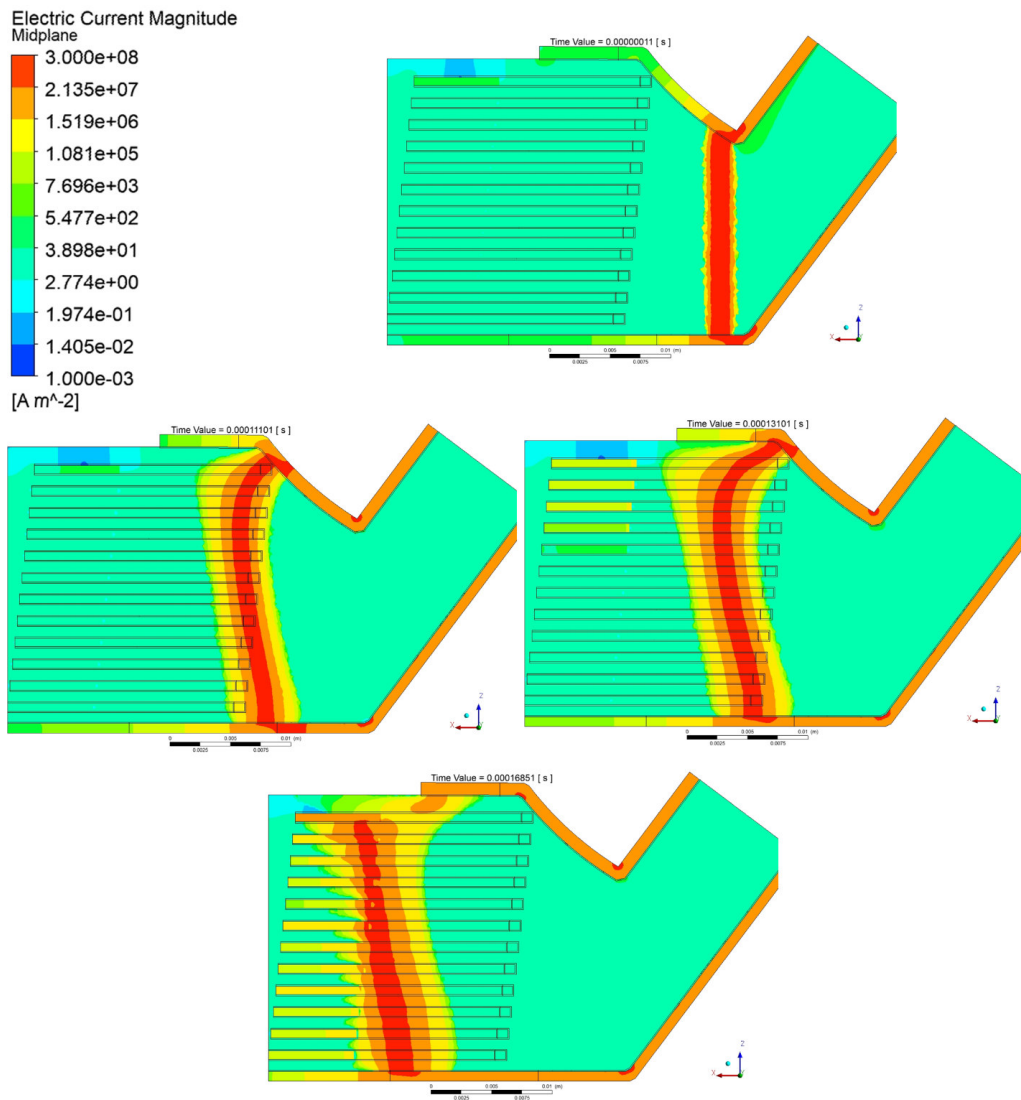 Electric Current Magnitude
Midplane
3.000e+08
2.135e+07
1.519e+06
1.081e+05
7.696e+03
5.477e+02
3.898e+01
2.774e+00
1.974e-01
1.405e-02
1.000e-03
[A m^-2]
Time Value = 0.00000011 [ s ]
0 0.005 0.01 (m)
0.0025 0.0075
Z
X Y
Time Value = 0.00011101 [ s ]
0 0.005 0.01 (m)
0.0025 0.0075
Z
X Y
Time Value = 0.00013101 [ s ]
0 0.005 0.01 (m)
0.0025 0.0075
Z
X Y
Time Value = 0.00016851 [ s ]
0 0.005 0.01 (m)
0.0025 0.0075
Z
X Y